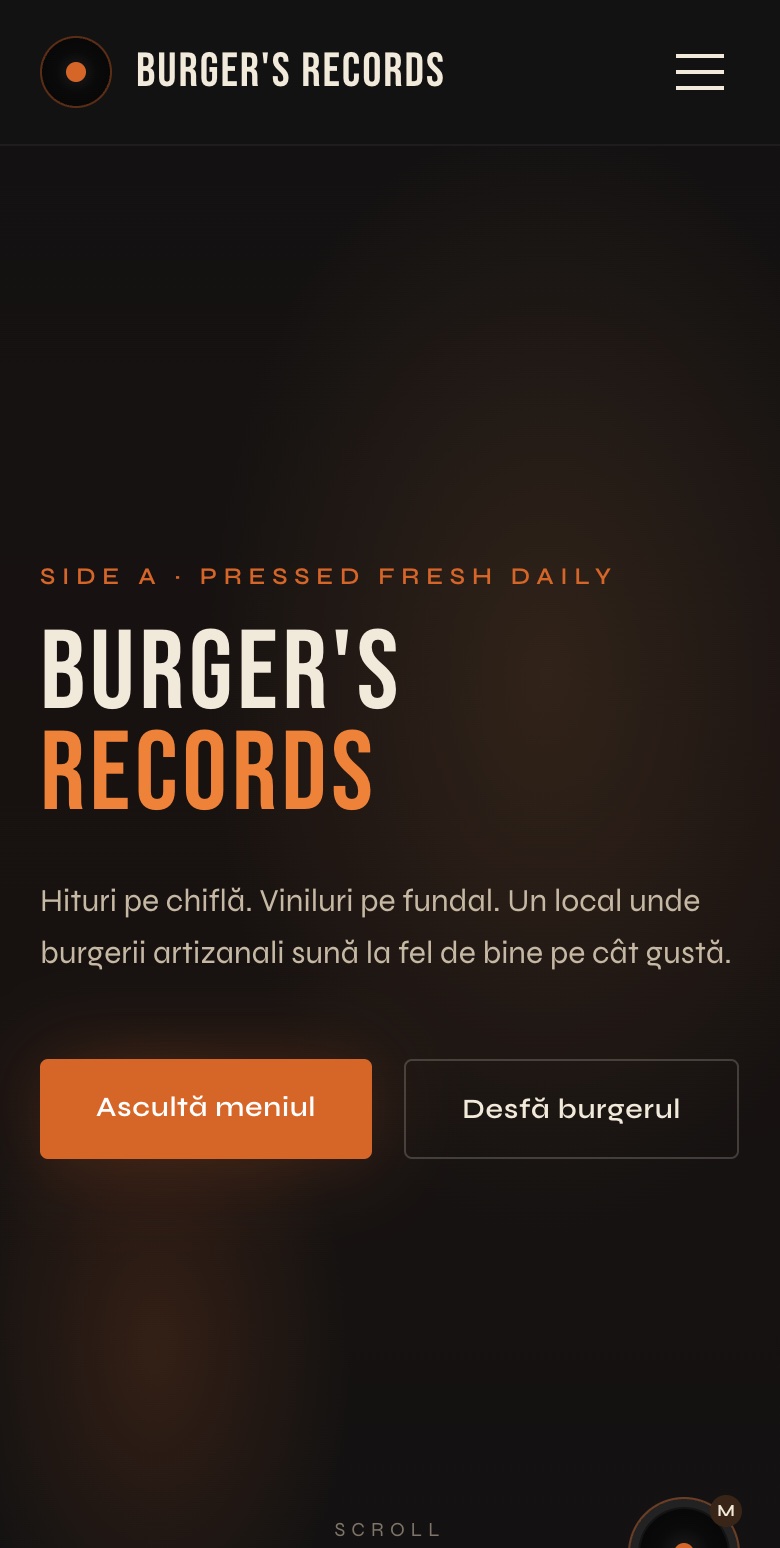 BURGER'S RECORDS
SIDE A · PRESSED FRESH DAILY
BURGER'S
RECORDS
Hituri pe chiflă. Viniluri pe fundal. Un local unde
burgerii artizanali sună la fel de bine pe cât gustă.
Ascultă meniul
Desfă burgerul
SCROLL
M